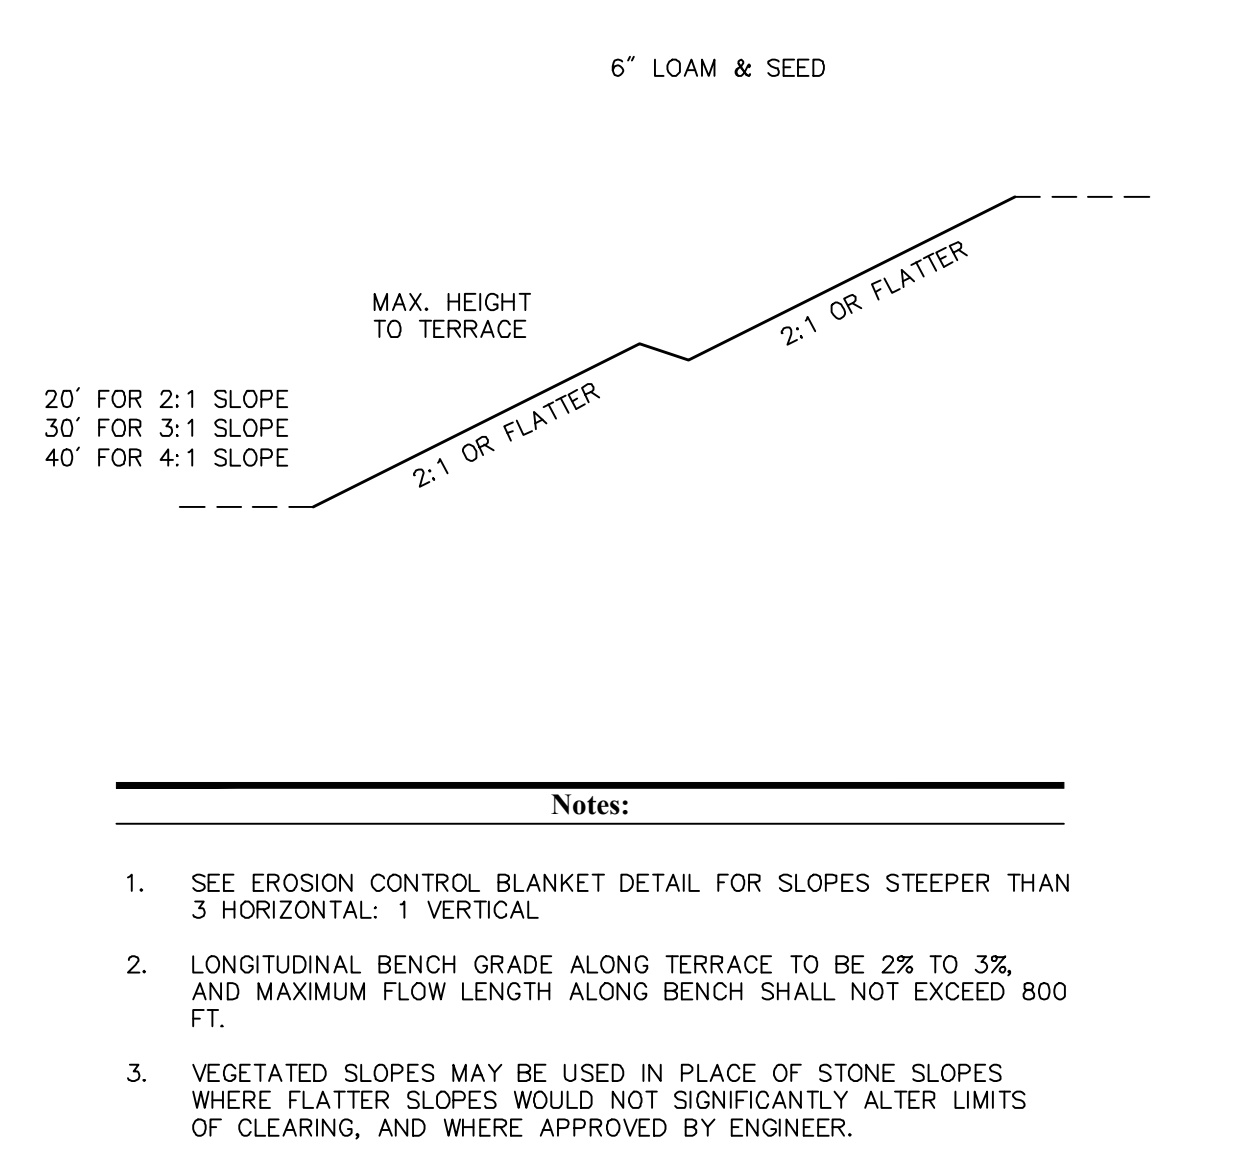 6" LOAM & SEED
2:1 OR FLATTER
MAX. HEIGHT
TO TERRACE
20' FOR 2:1 SLOPE
30' FOR 3:1 SLOPE
40' FOR 4:1 SLOPE
2:1 OR FLATTER
Notes:
1. SEE EROSION CONTROL BLANKET DETAIL FOR SLOPES STEEPER THAN
3 HORIZONTAL: 1 VERTICAL
2. LONGITUDINAL BENCH GRADE ALONG TERRACE TO BE 2% TO 3%,
AND MAXIMUM FLOW LENGTH ALONG BENCH SHALL NOT EXCEED 800
FT.
3. VEGETATED SLOPES MAY BE USED IN PLACE OF STONE SLOPES
WHERE FLATTER SLOPES WOULD NOT SIGNIFICANTLY ALTER LIMITS
OF CLEARING, AND WHERE APPROVED BY ENGINEER.